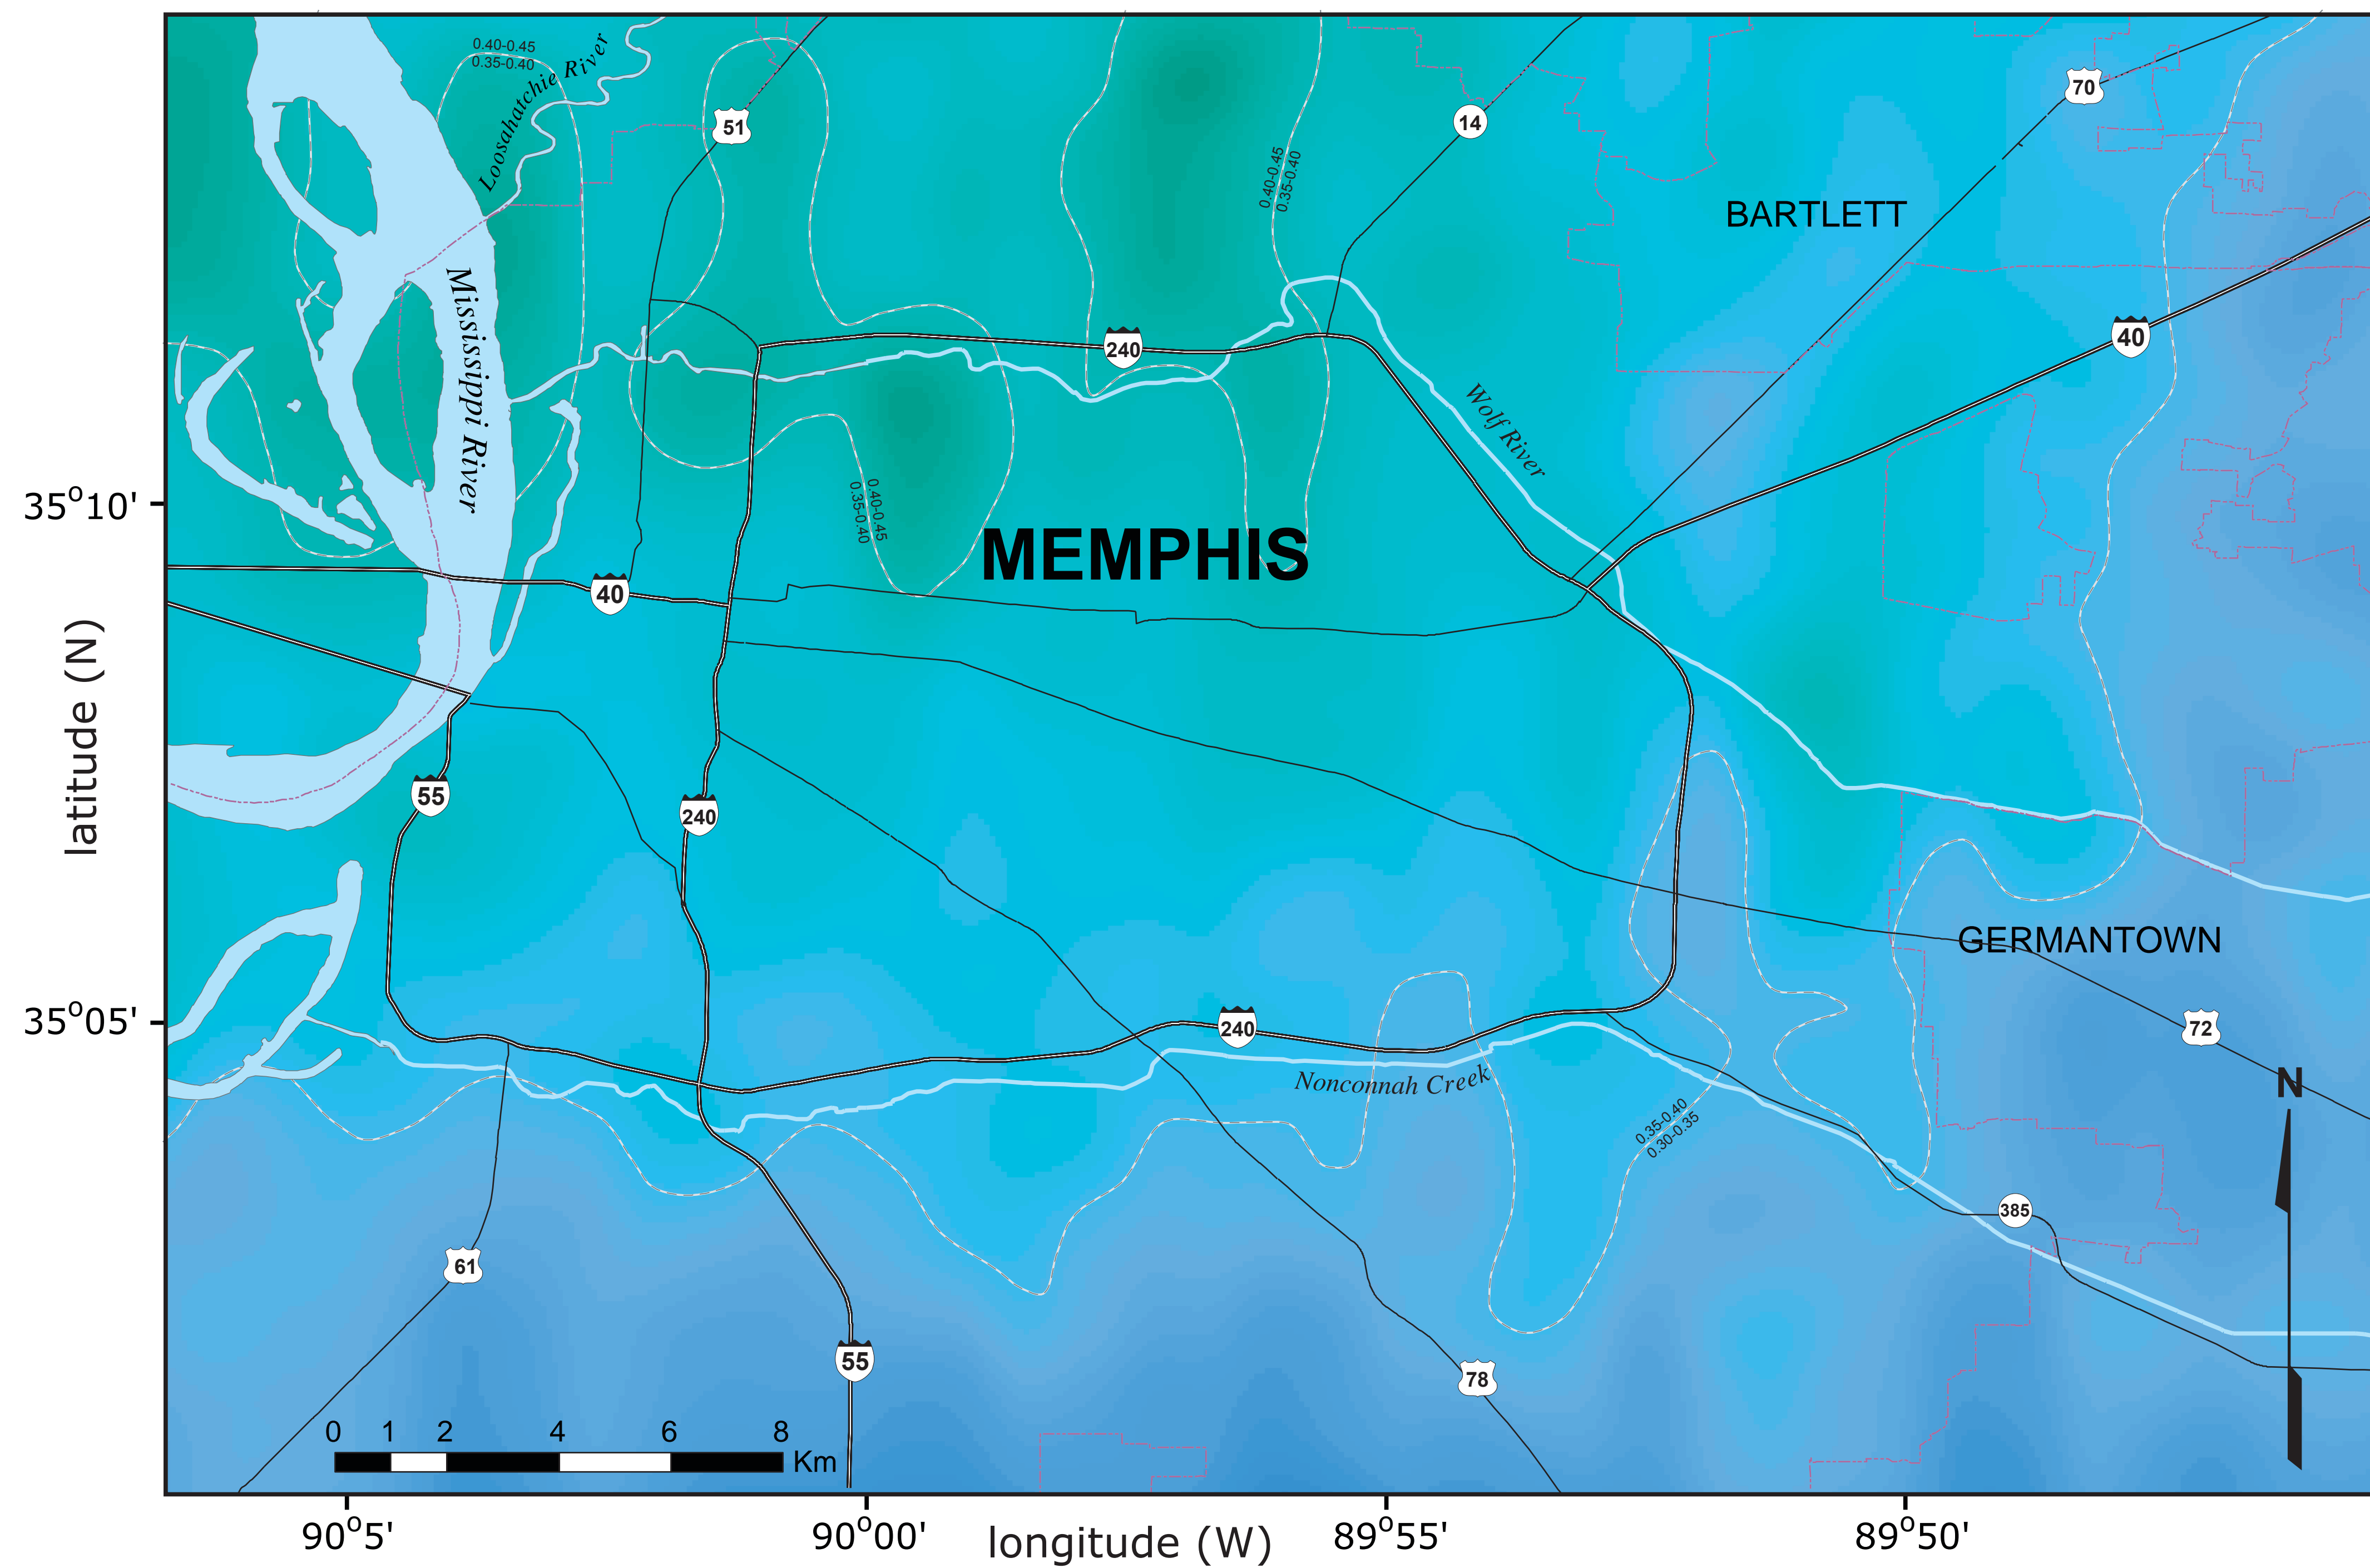 0.40-0.45
0.35-0.40
Loosahatchie River
51
14
70
0.40-0.45
0.35-0.40
BARTLETT
Mississippi River
240
40
Wolf River
35°10'
0.40-0.45
0.35-0.40
MEMPHIS
40
latitude (N)
55
240
GERMANTOWN
35°05'
240
72
Nonconnah Creek
N
0.35-0.40
0.30-0.35
385
61
55
78
0 1 2 4 6 8
Km
90°5' 90°00' 89°55' 89°50'
longitude (W)